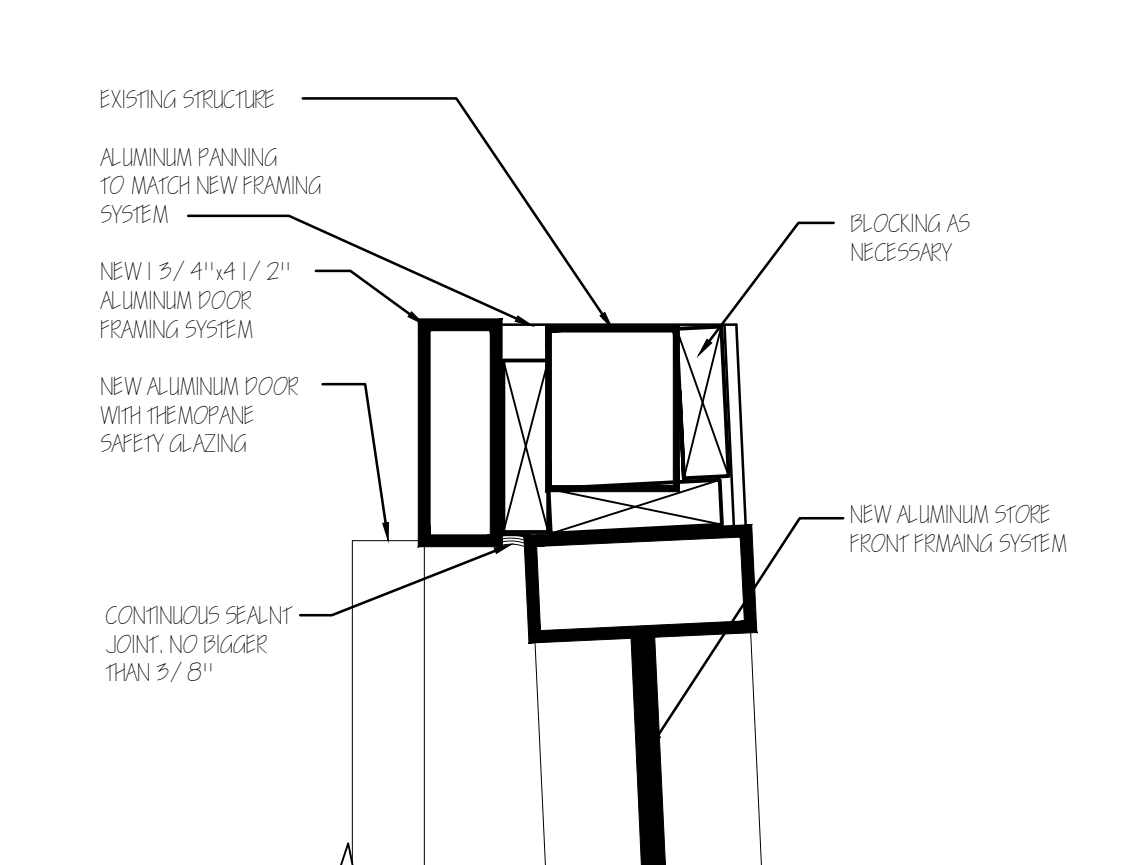 EXISTING STRUCTURE
ALUMINUM PANNING
TO MATCH NEW FRAMING
SYSTEM
NEW 1 3/4"x4 1/2"
ALUMINUM DOOR
FRAMING SYSTEM
NEW ALUMINUM DOOR
WITH THEMOPANE
SAFETY GLAZING
CONTINUOUS SEALNT
JOINT. NO BIGGER
THAN 3/8"
BLOCKING AS
NECESSARY
NEW ALUMINUM STORE
FRONT FRMAING SYSTEM